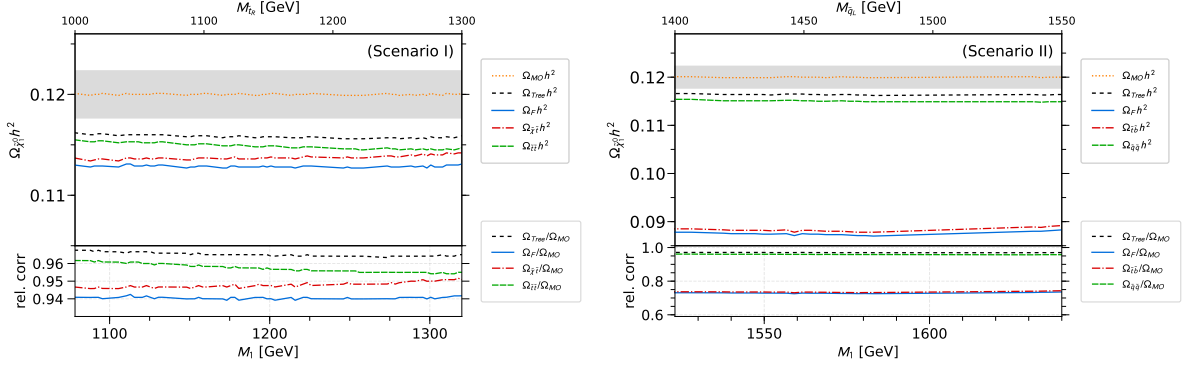 M_{t̃_R} [GeV]
1000 1100 1200 1300
(Scenario I)
0.12
0.11
Ω_{χ̃_1^0}h²
Ω_{MO}h²
Ω_{Tree}h²
Ω_F h²
Ω_{χ̃t̃}h²
Ω_{t̃t̃}h²
0.96
0.95
0.94
rel. corr
Ω_{Tree}/Ω_{MO}
Ω_F/Ω_{MO}
Ω_{χ̃t̃}/Ω_{MO}
Ω_{t̃t̃}/Ω_{MO}
1100 1200 1300
M_1 [GeV]
M_{q̃_L} [GeV]
1400 1450 1500 1550
(Scenario II)
0.12
0.11
0.10
0.09
Ω_{χ̃_1^0}h²
Ω_{MO}h²
Ω_{Tree}h²
Ω_F h²
Ω_{t̃b̃}h²
Ω_{q̃q̃}h²
1.0
0.8
0.6
rel. corr
Ω_{Tree}/Ω_{MO}
Ω_F/Ω_{MO}
Ω_{t̃b̃}/Ω_{MO}
Ω_{q̃q̃}/Ω_{MO}
1550 1600
M_1 [GeV]